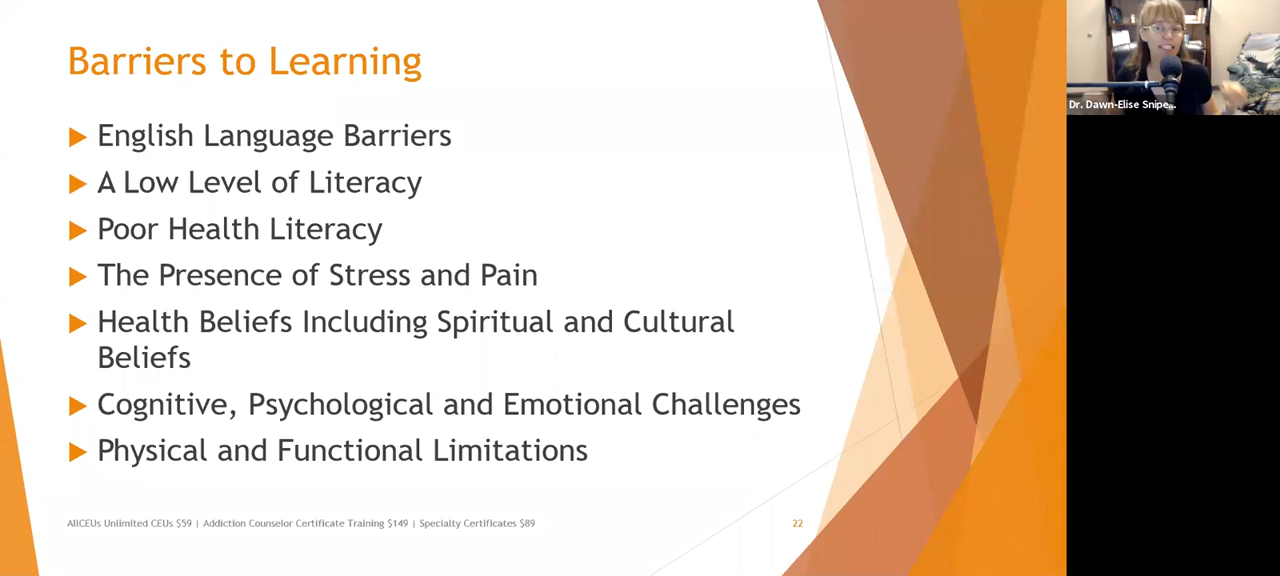 Barriers to Learning
English Language Barriers
A Low Level of Literacy
Poor Health Literacy
The Presence of Stress and Pain
Health Beliefs Including Spiritual and Cultural
Beliefs
Cognitive, Psychological and Emotional Challenges
Physical and Functional Limitations
AllCEUs Unlimited CEUs $59 | Addiction Counselor Certificate Training $149 | Specialty Certificates $89
22
Dr. Dawn-Elise Snipe...